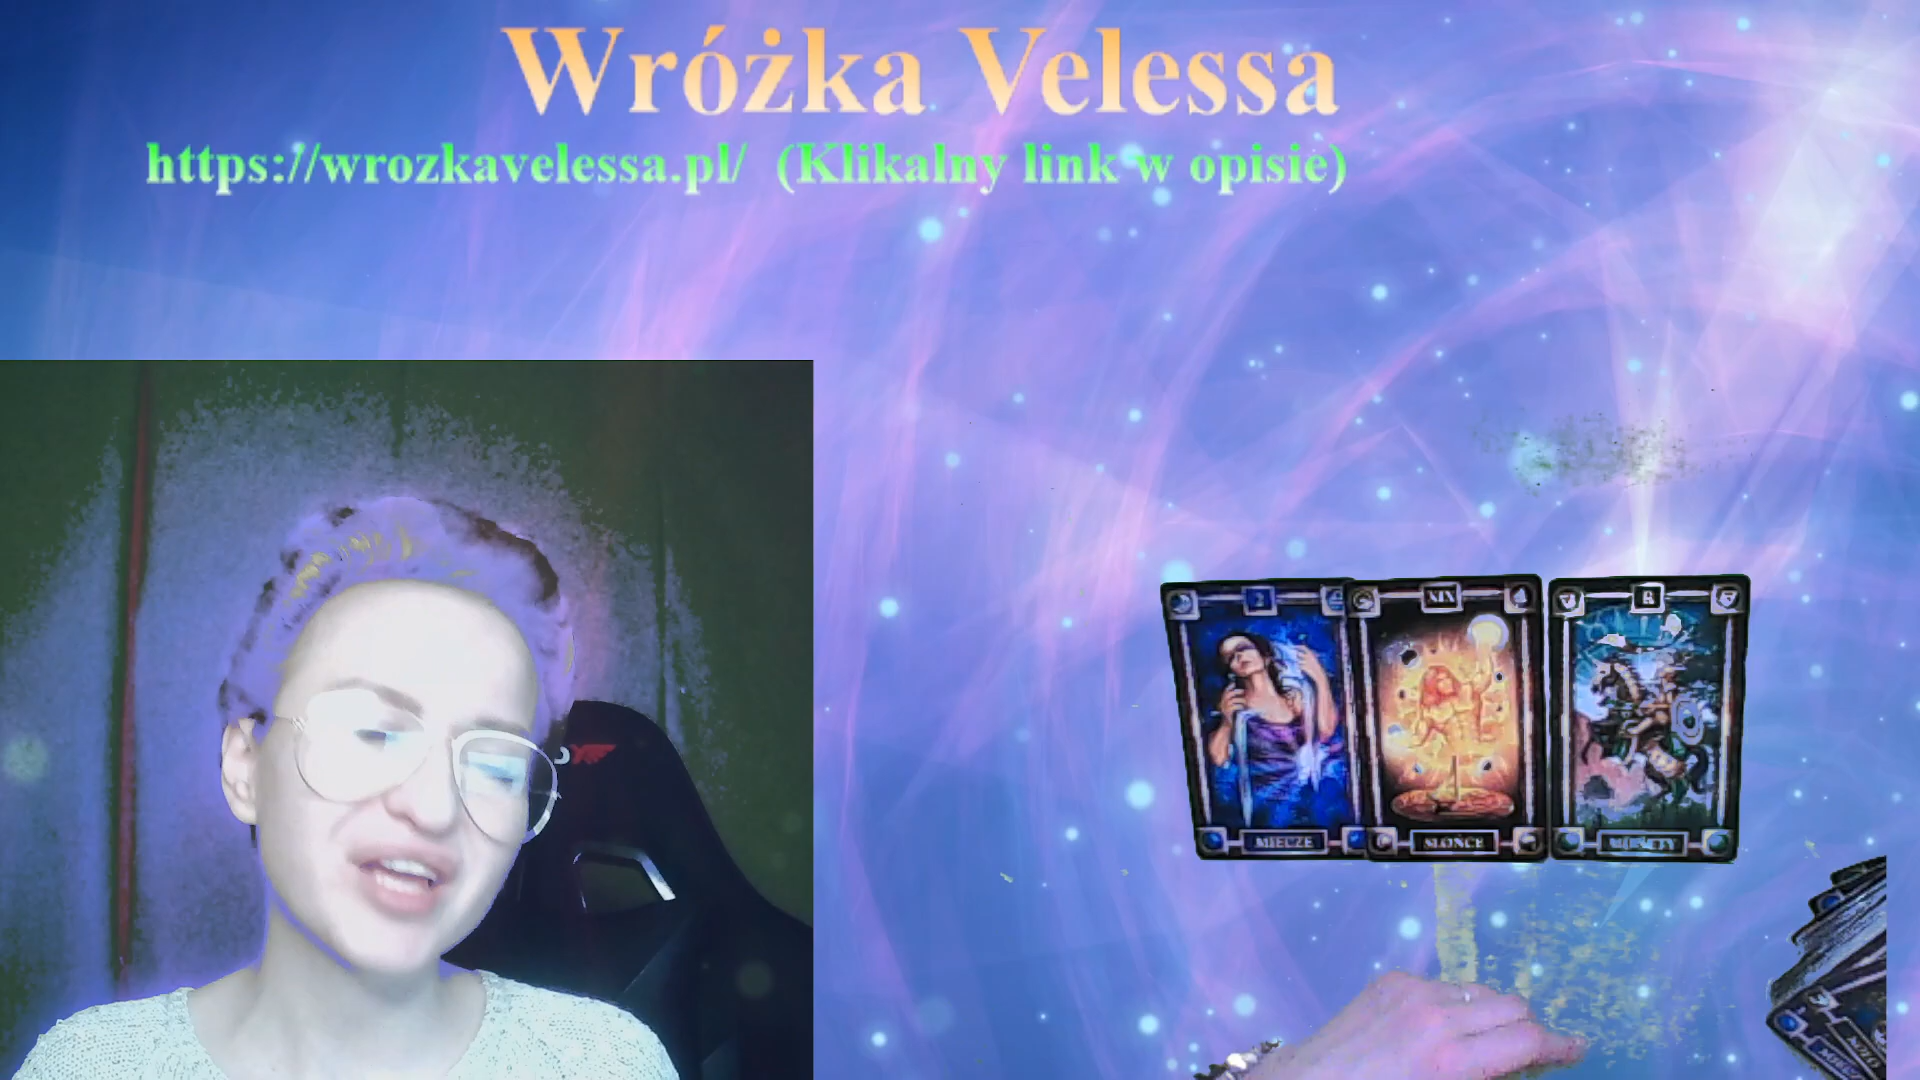 Wróżka Velessa
https://wrozkavelessa.pl/ (Klikalny link w opisie)
2 XIX R
MIECZE SŁOŃCE MONETY